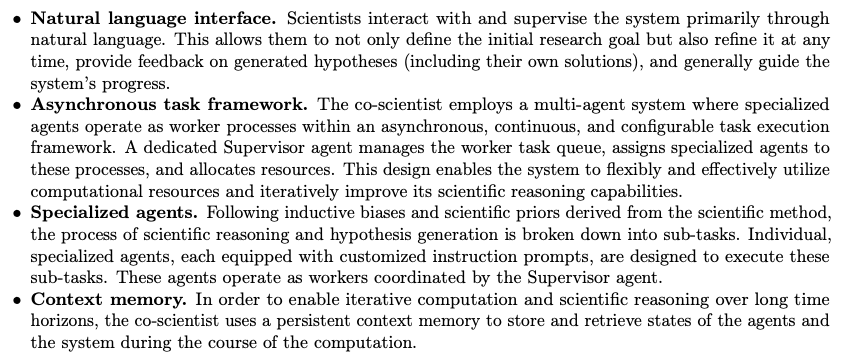 • Natural language interface. Scientists interact with and supervise the system primarily through
natural language. This allows them to not only define the initial research goal but also refine it at any
time, provide feedback on generated hypotheses (including their own solutions), and generally guide the
system's progress.
• Asynchronous task framework. The co-scientist employs a multi-agent system where specialized
agents operate as worker processes within an asynchronous, continuous, and configurable task execution
framework. A dedicated Supervisor agent manages the worker task queue, assigns specialized agents to
these processes, and allocates resources. This design enables the system to flexibly and effectively utilize
computational resources and iteratively improve its scientific reasoning capabilities.
• Specialized agents. Following inductive biases and scientific priors derived from the scientific method,
the process of scientific reasoning and hypothesis generation is broken down into sub-tasks. Individual,
specialized agents, each equipped with customized instruction prompts, are designed to execute these
sub-tasks. These agents operate as workers coordinated by the Supervisor agent.
• Context memory. In order to enable iterative computation and scientific reasoning over long time
horizons, the co-scientist uses a persistent context memory to store and retrieve states of the agents and
the system during the course of the computation.